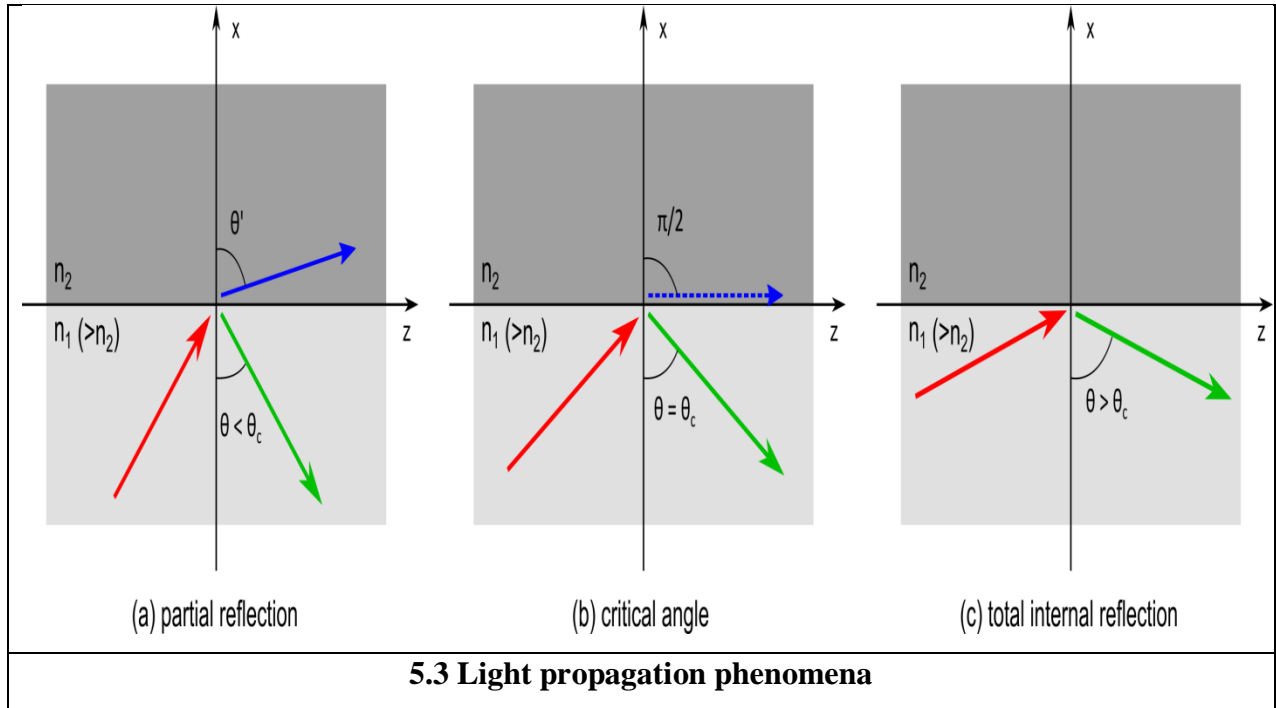 x
θ'
n₂
n₁ (>n₂)
z
θ < θc
(a) partial reflection
x
π/2
n₂
n₁ (>n₂)
z
θ = θc
(b) critical angle
x
n₂
n₁ (>n₂)
z
θ > θc
(c) total internal reflection
5.3 Light propagation phenomena